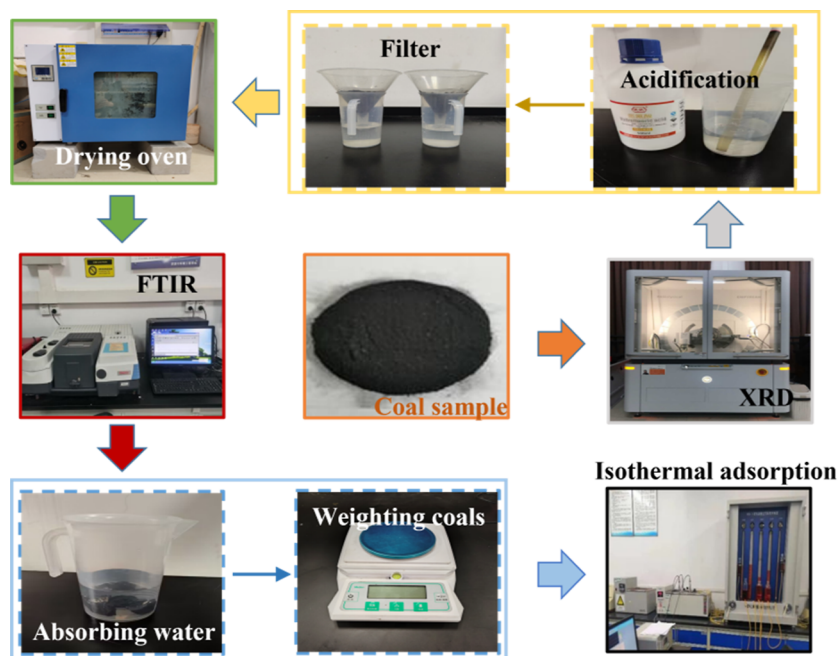 Filter
Acidification
Drying oven
FTIR
Coal sample
XRD
Isothermal adsorption
Absorbing water
Weighting coals